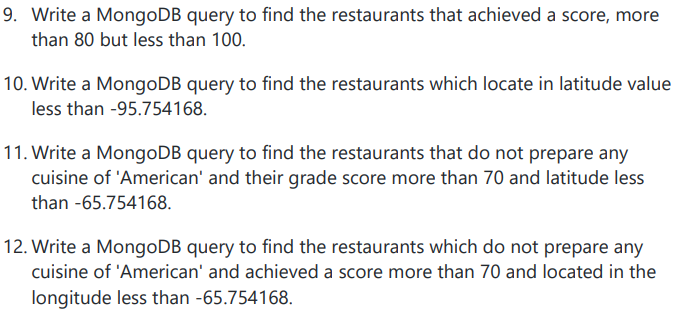 9. Write a MongoDB query to find the restaurants that achieved a score, more
than 80 but less than 100.
10. Write a MongoDB query to find the restaurants which locate in latitude value
less than -95.754168.
11. Write a MongoDB query to find the restaurants that do not prepare any
cuisine of 'American' and their grade score more than 70 and latitude less
than -65.754168.
12. Write a MongoDB query to find the restaurants which do not prepare any
cuisine of 'American' and achieved a score more than 70 and located in the
longitude less than -65.754168.